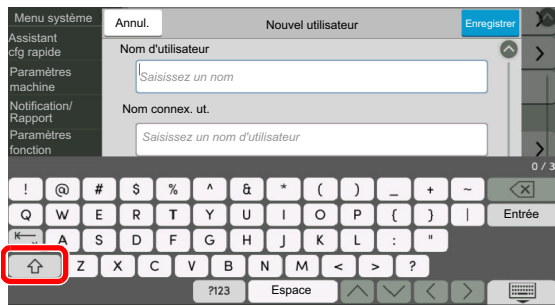 Menu système
Annul.
Nouvel utilisateur
Enregistrer
Assistant
cfg rapide
Nom d'utilisateur
Paramètres
machine
Saisissez un nom
Notification/
Rapport
Nom connex. ut.
Paramètres
fonction
Saisissez un nom d'utilisateur
0 / 3
! @ # $ % ^ & * ( ) _ + ~
Q W E R T Y U I O P { } | Entrée
A S D F G H J K L : "
Z X C V B N M < > ?
?123 Espace